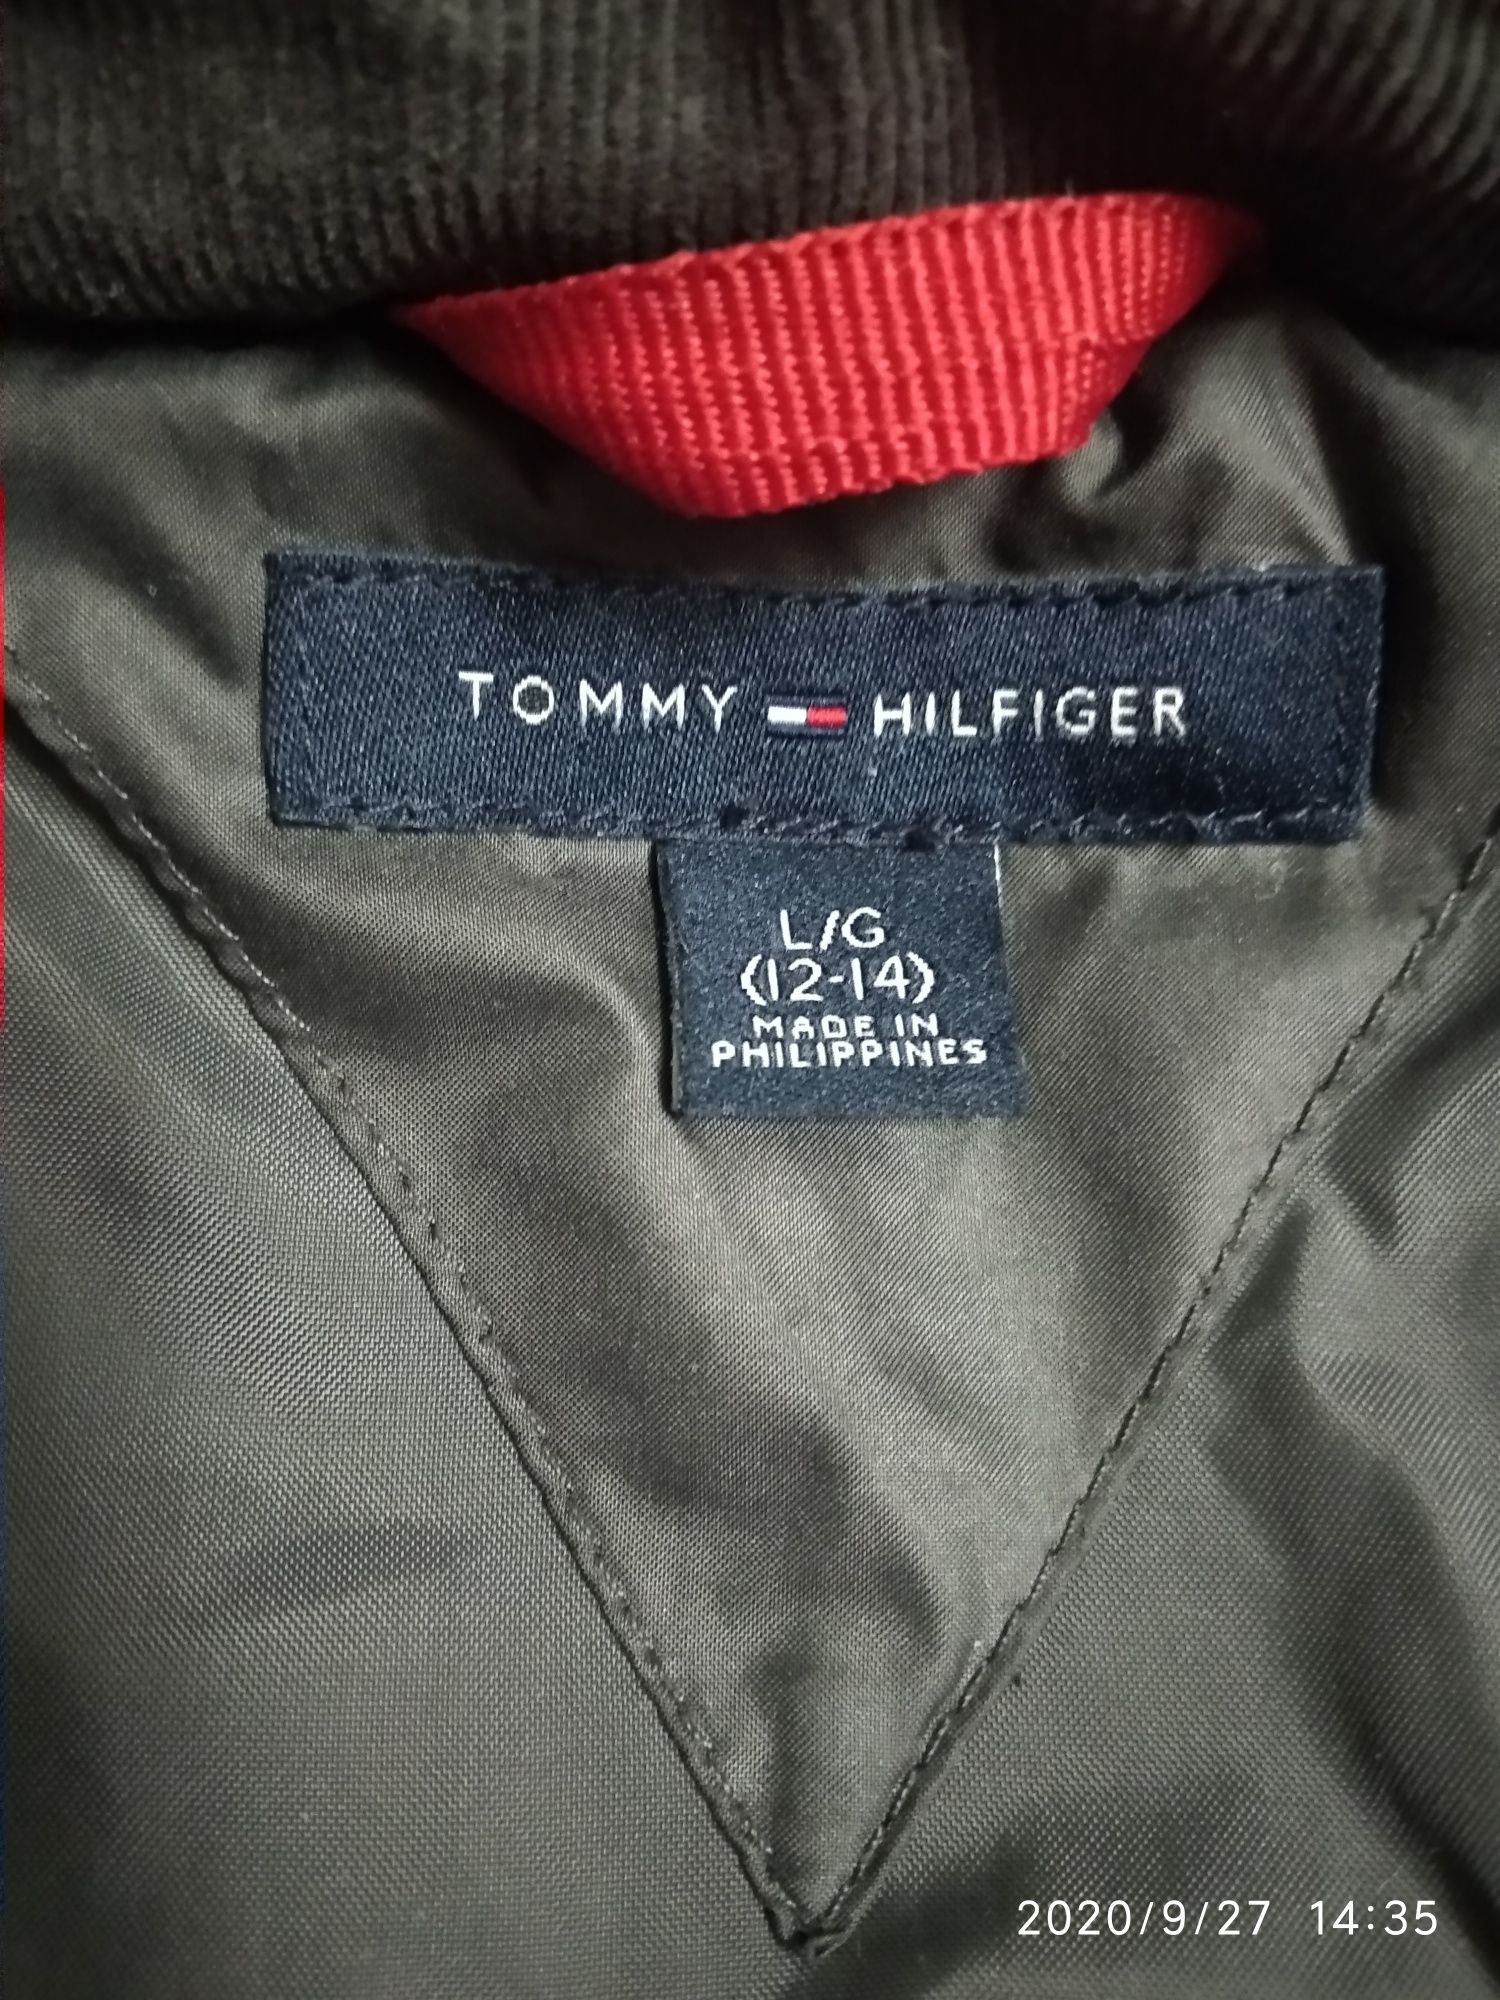 TOMMY HILFIGER
L/G
(12-14)
MADE IN
PHILIPPINES
2020/9/27 14:35